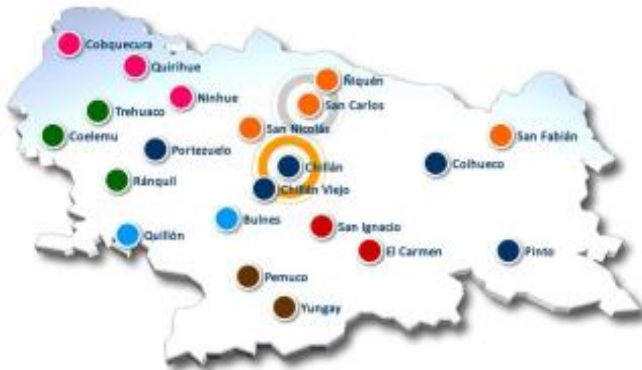 Cobquecura
Quirihue
Ñiquén
Ninhue
San Carlos
Trehuaco
San Nicolás
Coelemu
San Fabián
Portezuelo
Chillán
Coihueco
Ránquil
Chillán Viejo
Bulnes
San Ignacio
Quillón
El Carmen
Pinto
Pemuco
Yungay